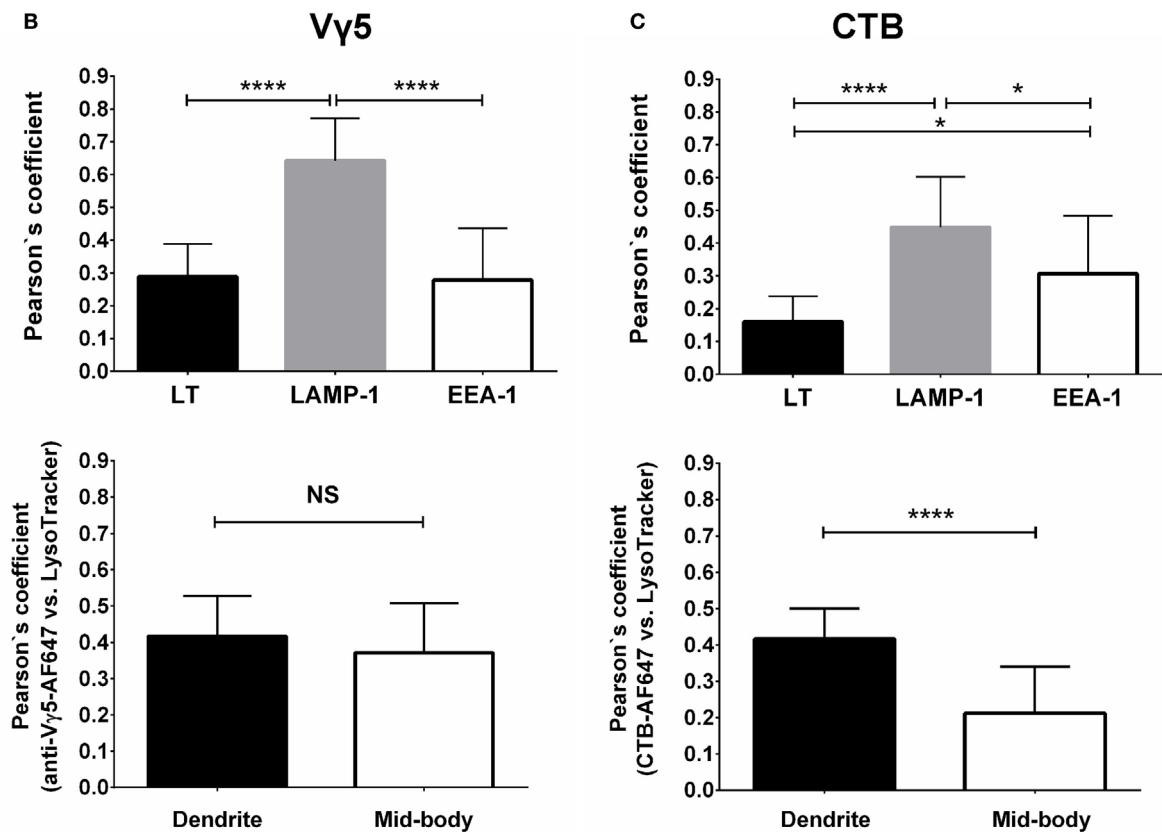 B
Vγ5
Pearson`s coefficient
0.9
0.8
0.7
0.6
0.5
0.4
0.3
0.2
0.1
0.0
****
****
LT
LAMP-1
EEA-1
C
CTB
Pearson`s coefficient
0.9
0.8
0.7
0.6
0.5
0.4
0.3
0.2
0.1
0.0
****
*
*
LT
LAMP-1
EEA-1
Pearson`s coefficient
(anti-Vγ5-AF647 vs. LysoTracker)
0.9
0.8
0.7
0.6
0.5
0.4
0.3
0.2
0.1
0.0
NS
Dendrite
Mid-body
Pearson`s coefficient
(CTB-AF647 vs. LysoTracker)
0.9
0.8
0.7
0.6
0.5
0.4
0.3
0.2
0.1
0.0
****
Dendrite
Mid-body